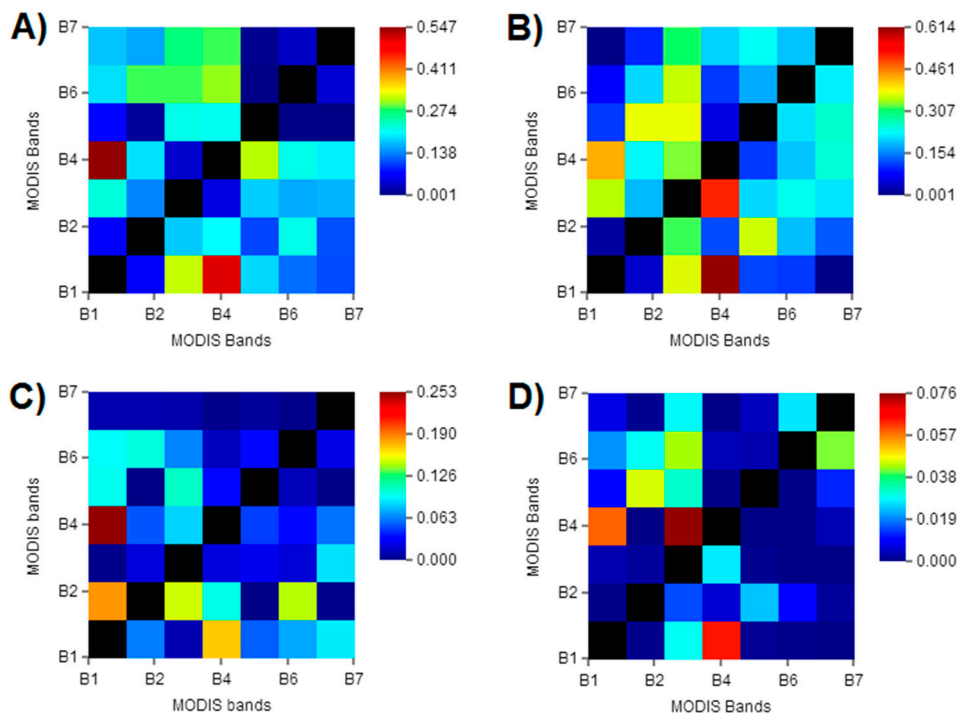 A)
B7
B6
B4
B2
B1
MODIS Bands
B1 B2 B4 B6 B7
MODIS Bands
0.547
0.411
0.274
0.138
0.001
B)
B7
B6
B4
B2
B1
MODIS Bands
B1 B2 B4 B6 B7
MODIS Bands
0.614
0.461
0.307
0.154
0.001
C)
B7
B6
B4
B2
B1
MODIS bands
B1 B2 B4 B6 B7
MODIS bands
0.253
0.190
0.126
0.063
0.000
D)
B7
B6
B4
B2
B1
MODIS Bands
B1 B2 B4 B6 B7
MODIS Bands
0.076
0.057
0.038
0.019
0.000